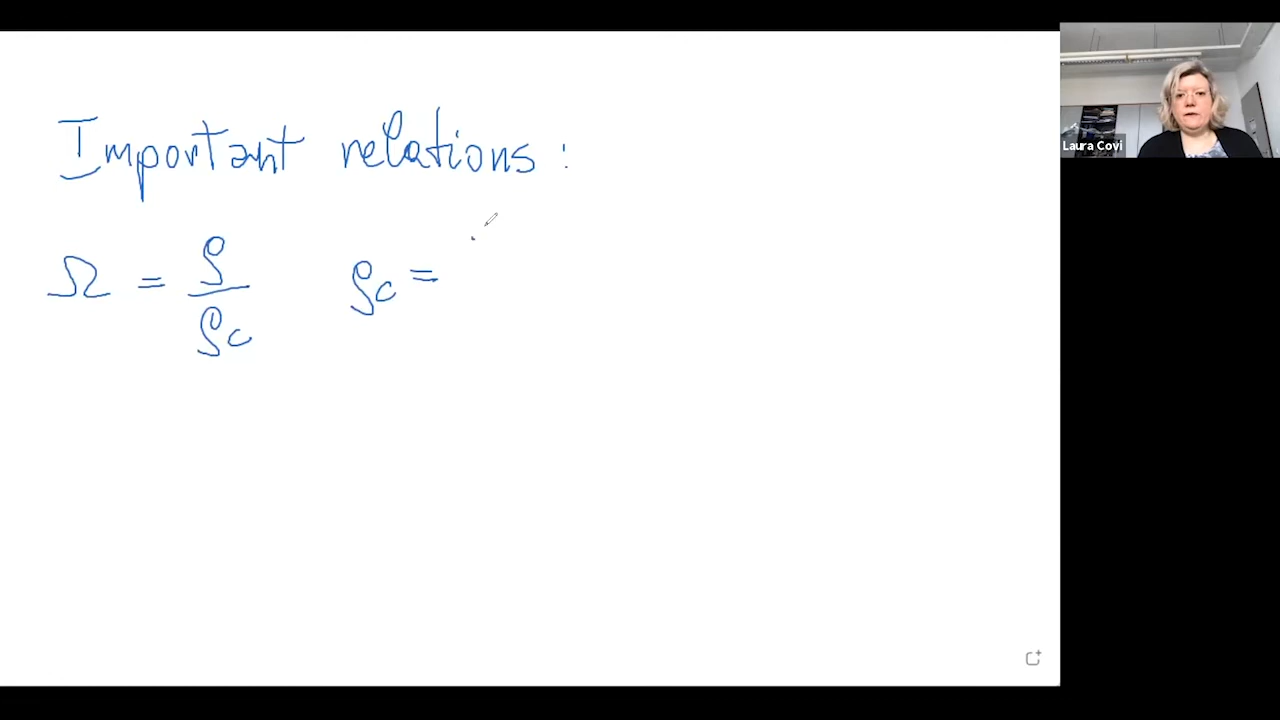 Important relations:
Ω = ρ/ρc   ρc =
Laura Covi